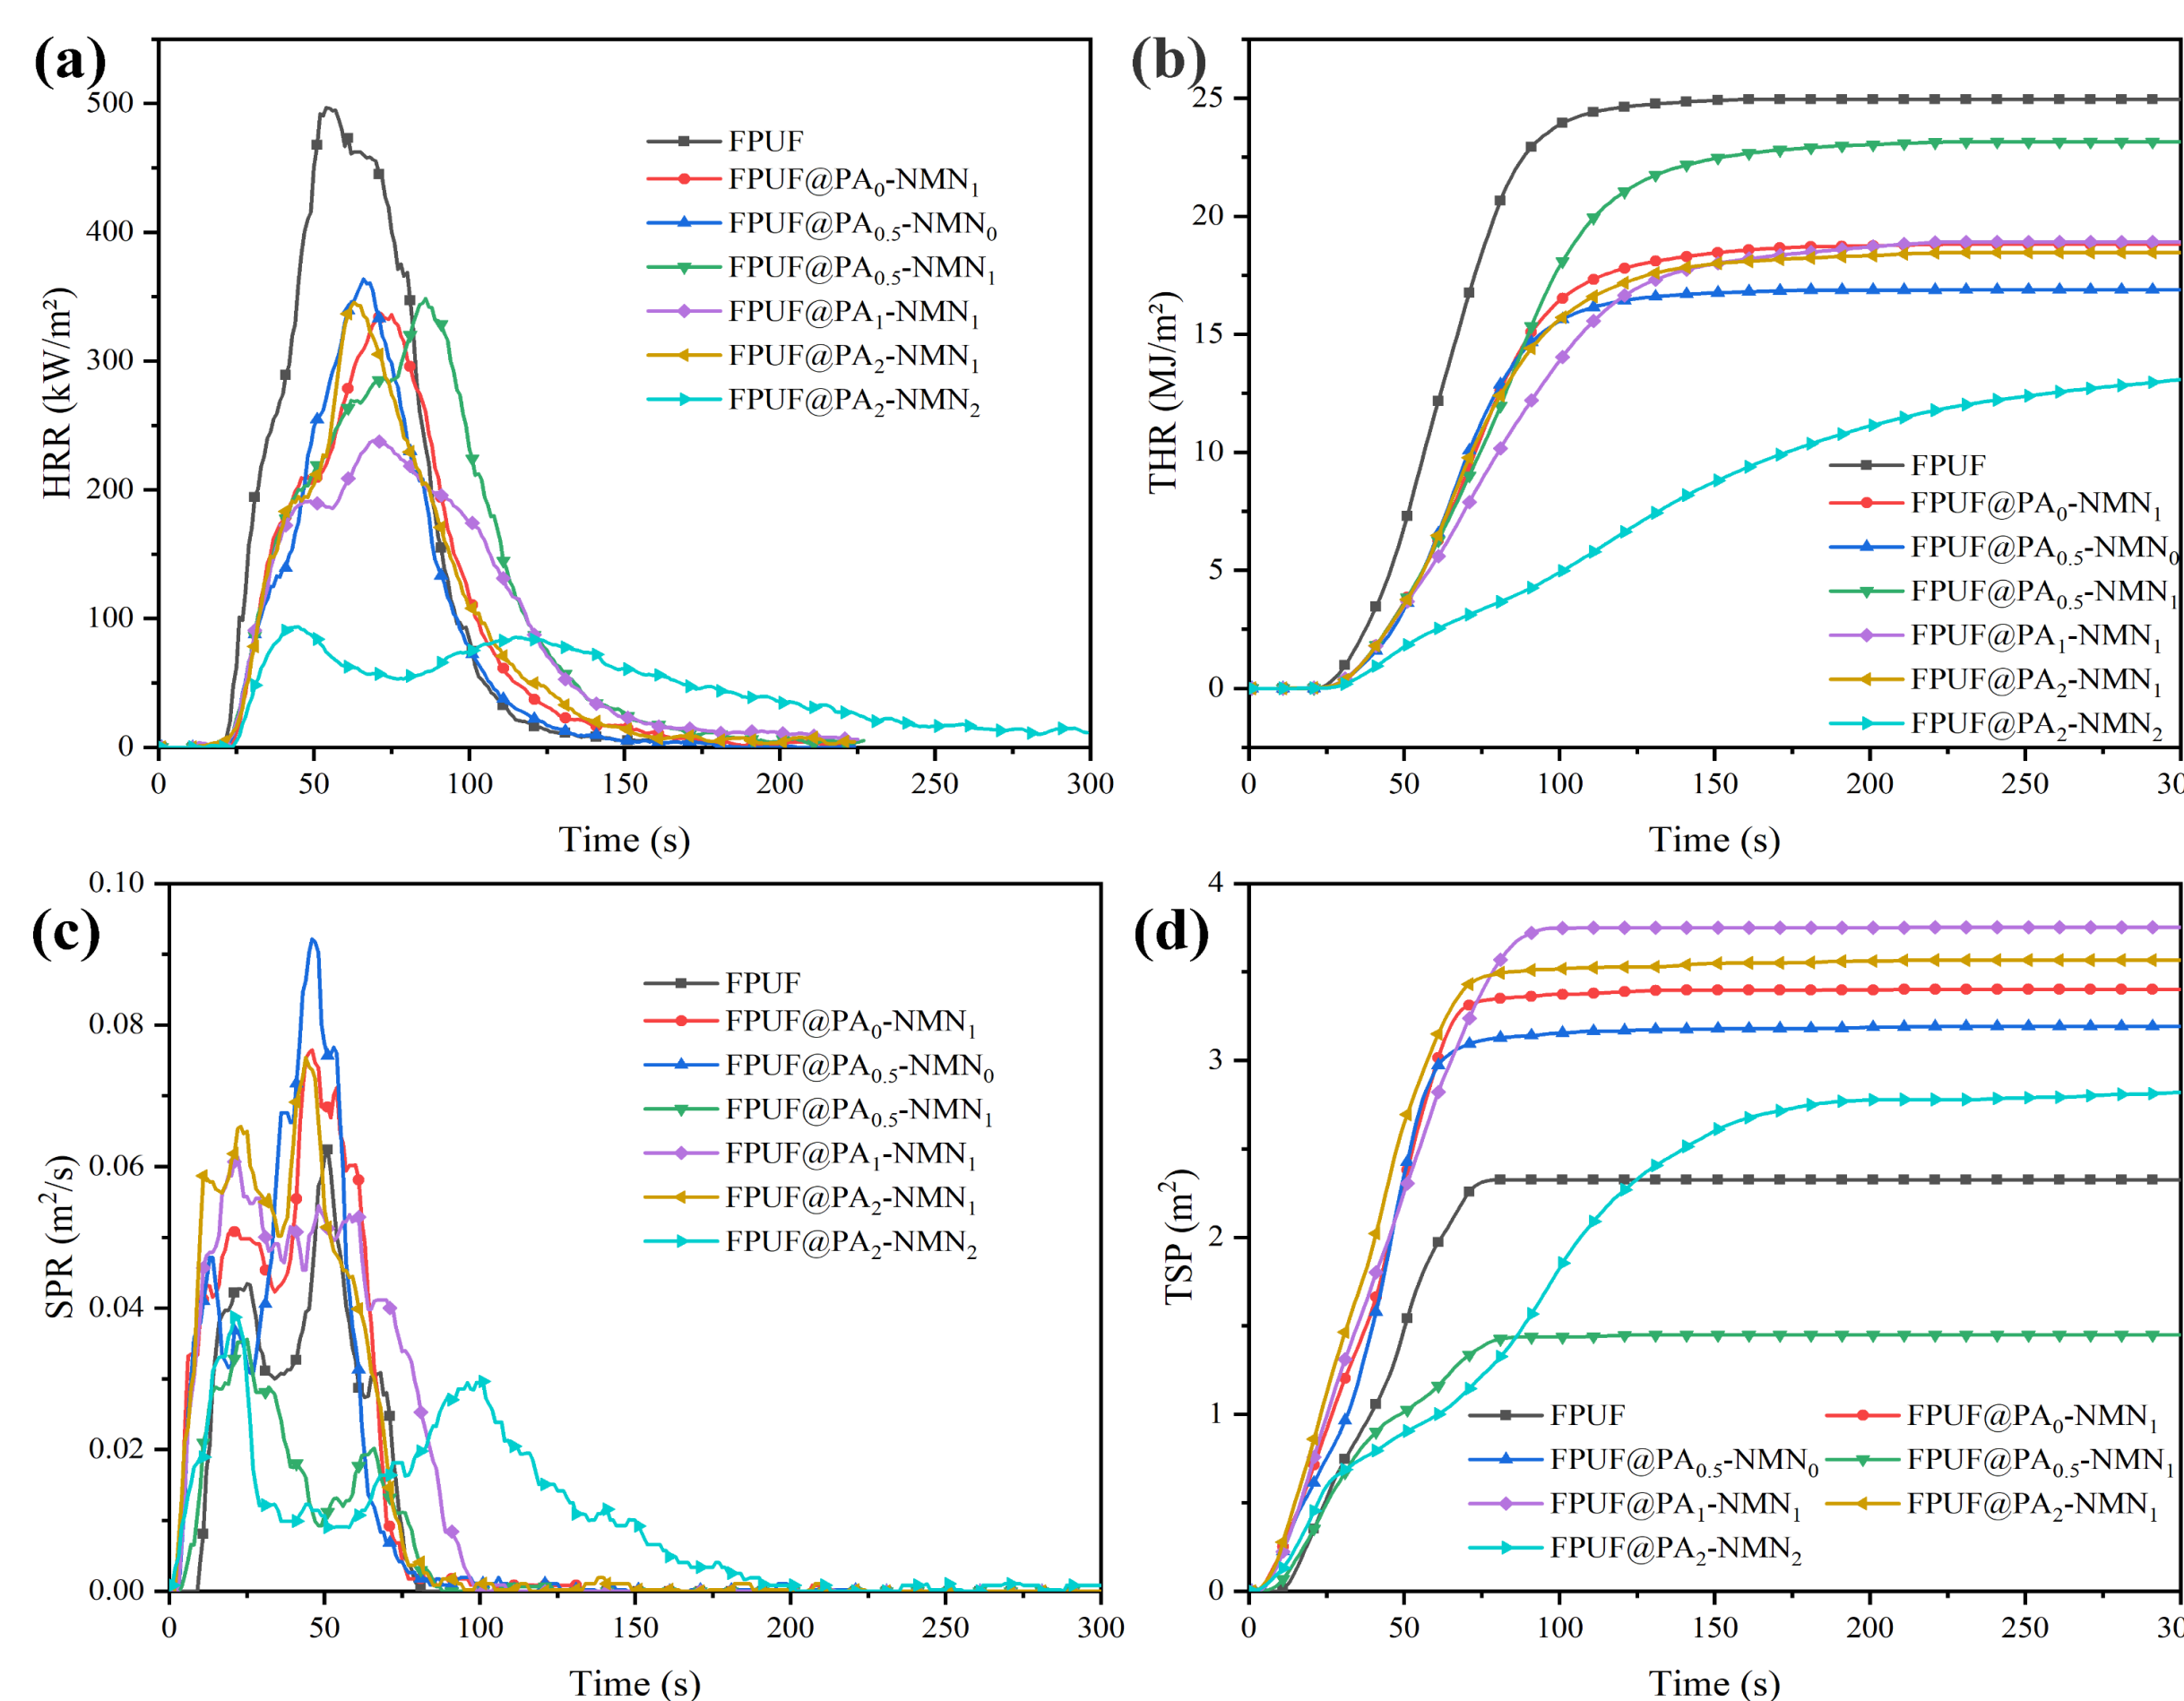 (a)
HRR (kW/m²)
500
400
300
200
100
0
0 50 100 150 200 250 300
Time (s)
FPUF
FPUF@PA₀-NMN₁
FPUF@PA₀.₅-NMN₀
FPUF@PA₀.₅-NMN₁
FPUF@PA₁-NMN₁
FPUF@PA₂-NMN₁
FPUF@PA₂-NMN₂
(b)
THR (MJ/m²)
25
20
15
10
5
0
0 50 100 150 200 250 30
Time (s)
FPUF
FPUF@PA₀-NMN₁
FPUF@PA₀.₅-NMN₀
FPUF@PA₀.₅-NMN₁
FPUF@PA₁-NMN₁
FPUF@PA₂-NMN₁
FPUF@PA₂-NMN₂
(c)
SPR (m²/s)
0.10
0.08
0.06
0.04
0.02
0.00
0 50 100 150 200 250 300
Time (s)
FPUF
FPUF@PA₀-NMN₁
FPUF@PA₀.₅-NMN₀
FPUF@PA₀.₅-NMN₁
FPUF@PA₁-NMN₁
FPUF@PA₂-NMN₁
FPUF@PA₂-NMN₂
(d)
TSP (m²)
4
3
2
1
0
0 50 100 150 200 250 30
Time (s)
FPUF FPUF@PA₀-NMN₁
FPUF@PA₀.₅-NMN₀ FPUF@PA₀.₅-NMN₁
FPUF@PA₁-NMN₁ FPUF@PA₂-NMN₁
FPUF@PA₂-NMN₂